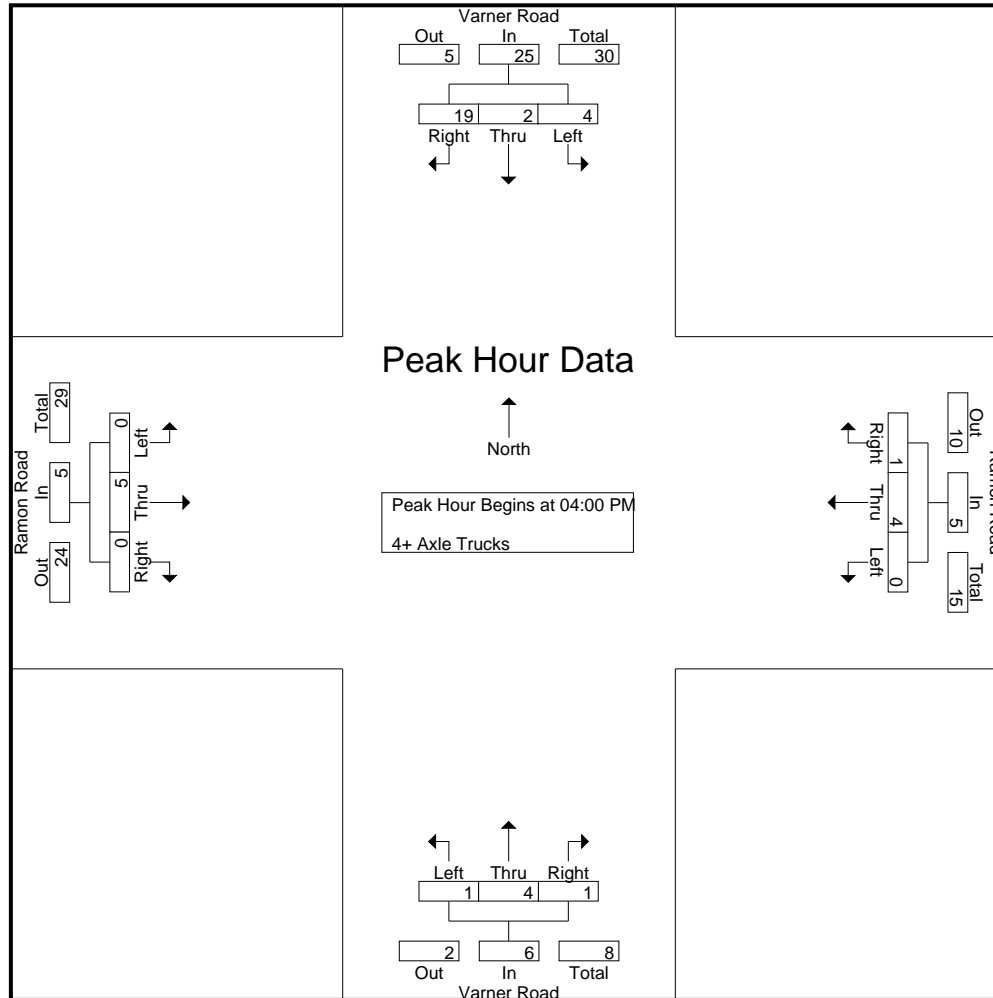 Varner Road
Out In Total
5 25 30
19 2 4
Right Thru Left
Peak Hour Data
North
Peak Hour Begins at 04:00 PM
4+ Axle Trucks
Ramon Road
Total In Out
29 5 24
0 5 0
Left Thru Right
Right Thru Left
1 4 0
10 5 15
Out In Total
Ramon Road
Left Thru Right
1 4 1
2 6 8
Out In Total
Varner Road